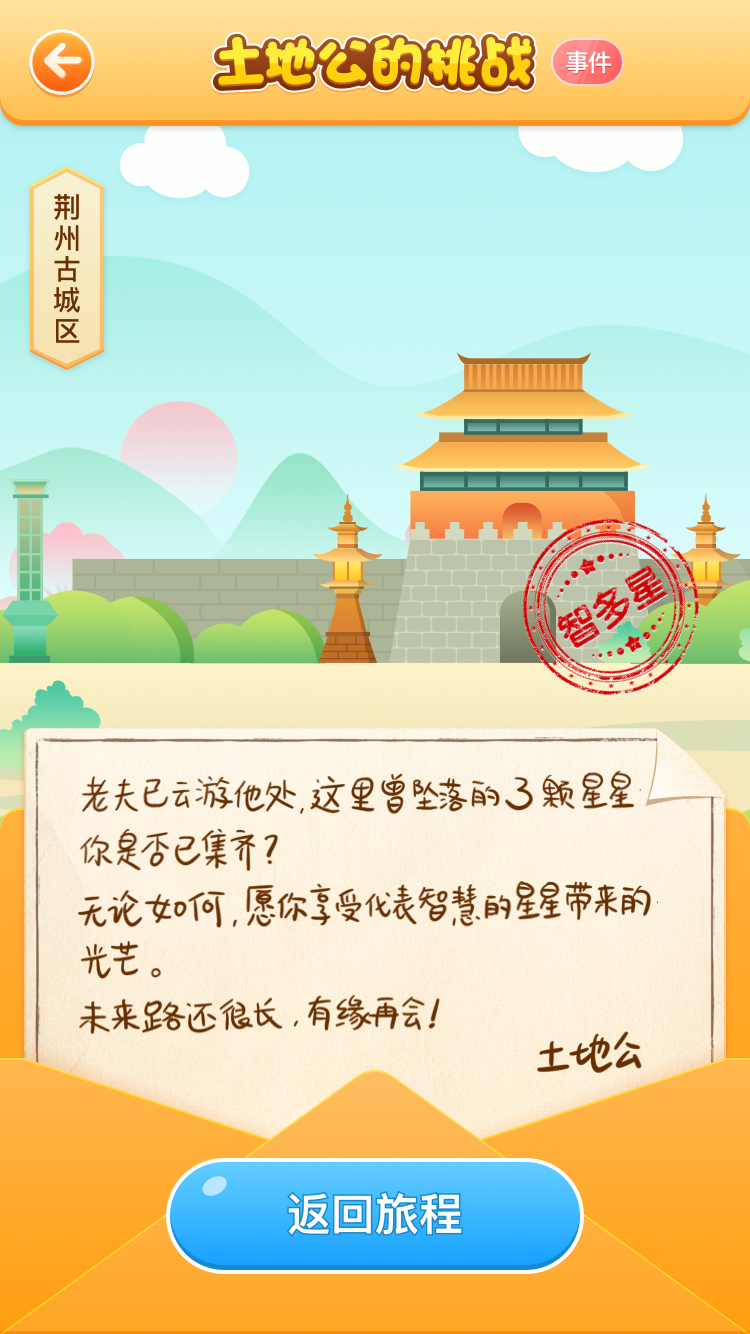 土地公的挑战
事件
荆州古城区
智多星
老夫已云游他处,这里曾坠落的3颗星星
你是否已集齐?
无论如何,愿你享受代表智慧的星星带来的
光芒。
未来路还很长,有缘再会!
土地公
返回旅程